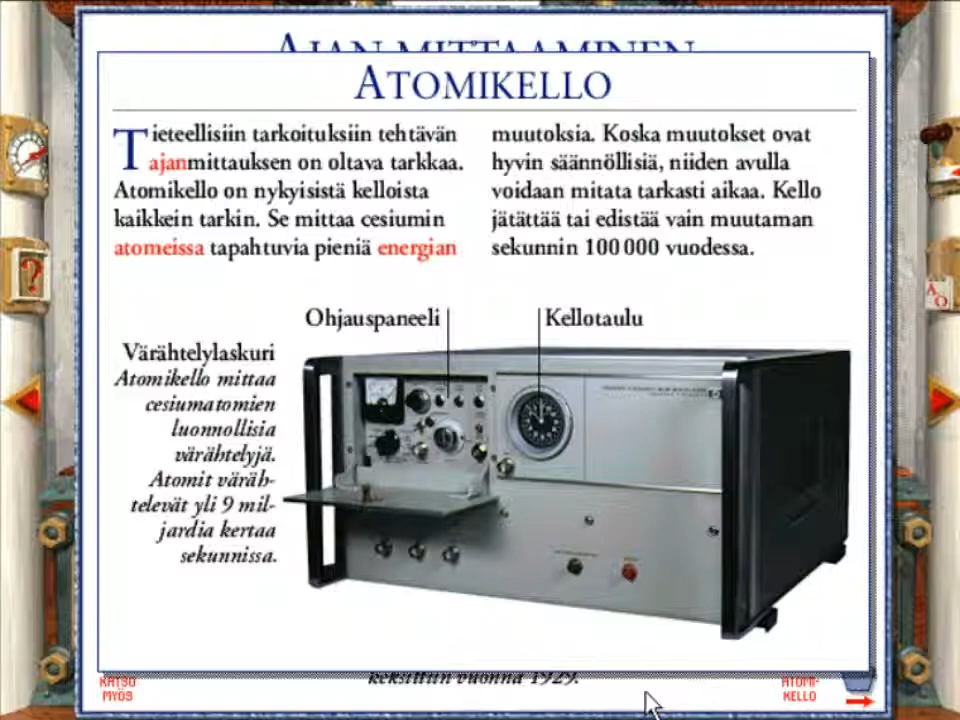 AJAN MITTAAMINEN
ATOMIKELLO
Tieteellisiin tarkoituksiin tehtävän
ajanmittauksen on oltava tarkkaa.
Atomikello on nykyisistä kelloista
kaikkein tarkin. Se mittaa cesiumin
atomeissa tapahtuvia pieniä energian
muutoksia. Koska muutokset ovat
hyvin säännöllisiä, niiden avulla
voidaan mitata tarkasti aikaa. Kello
jätättää tai edistää vain muutaman
sekunnin 100 000 vuodessa.
Ohjauspaneeli
Kellotaulu
Värähtelylaskuri
Atomikello mittaa
cesiumatomien
luonnollisia
värähtelyjä.
Atomit väräh-
televät yli 9 mil-
jardia kertaa
sekunnissa.
keksittiin vuonna 1929.
KATSO
MYÖS
ATOMI-
KELLO
?
A
O